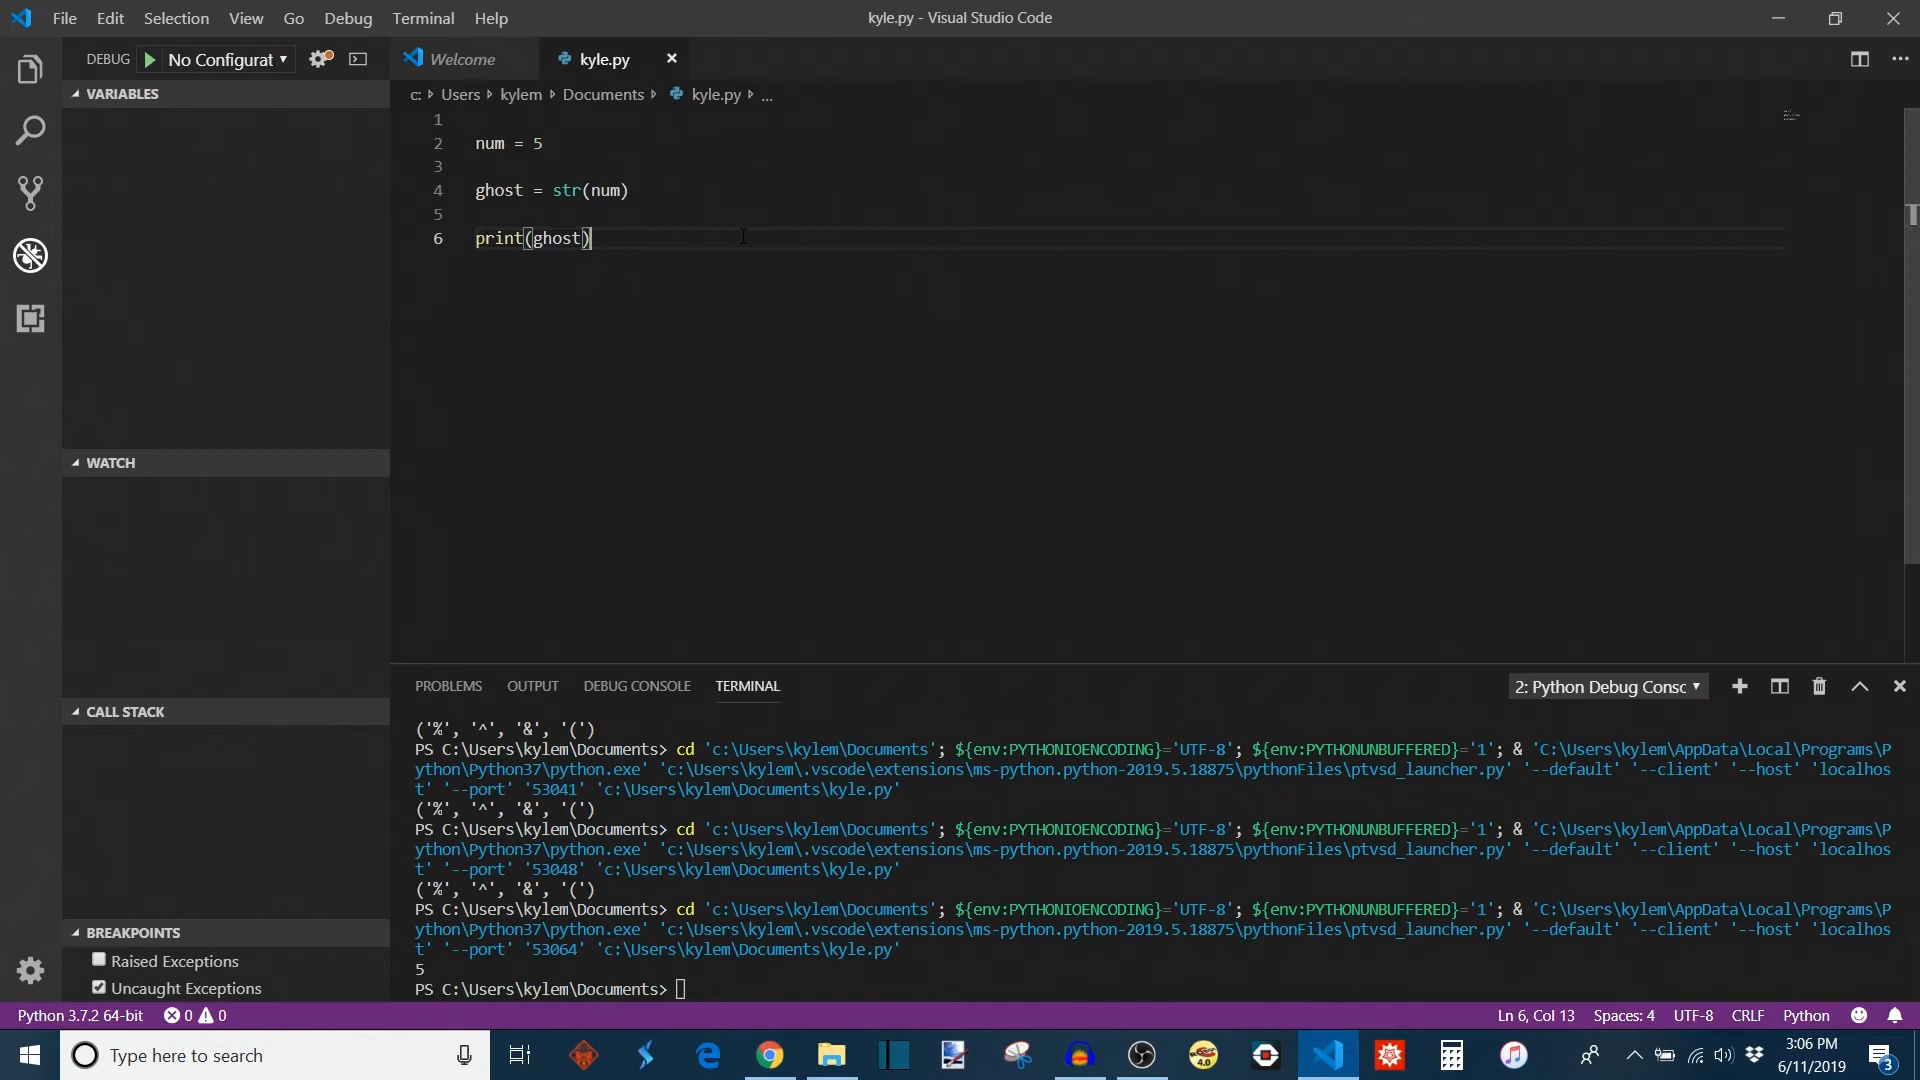 File Edit Selection View Go Debug Terminal Help
kyle.py - Visual Studio Code
DEBUG No Configurat
Welcome
kyle.py
c: Users kylem Documents kyle.py ...
VARIABLES
WATCH
CALL STACK
BREAKPOINTS
Raised Exceptions
Uncaught Exceptions
1
2 num = 5
3
4 ghost = str(num)
5
6 print(ghost)
PROBLEMS OUTPUT DEBUG CONSOLE TERMINAL
2: Python Debug Consc
('%', '^', '&', '(')
PS C:\Users\kylem\Documents> cd 'c:\Users\kylem\Documents'; ${env:PYTHONIOENCODING}='UTF-8'; ${env:PYTHONUNBUFFERED}='1'; & 'C:\Users\kylem\AppData\Local\Programs\P
ython\Python37\python.exe' 'c:\Users\kylem\.vscode\extensions\ms-python.python-2019.5.18875\pythonFiles\ptvsd_launcher.py' '--default' '--client' '--host' 'localhos
t' '--port' '53041' 'c:\Users\kylem\Documents\kyle.py'
('%', '^', '&', '(')
PS C:\Users\kylem\Documents> cd 'c:\Users\kylem\Documents'; ${env:PYTHONIOENCODING}='UTF-8'; ${env:PYTHONUNBUFFERED}='1'; & 'C:\Users\kylem\AppData\Local\Programs\P
ython\Python37\python.exe' 'c:\Users\kylem\.vscode\extensions\ms-python.python-2019.5.18875\pythonFiles\ptvsd_launcher.py' '--default' '--client' '--host' 'localhos
t' '--port' '53048' 'c:\Users\kylem\Documents\kyle.py'
('%', '^', '&', '(')
PS C:\Users\kylem\Documents> cd 'c:\Users\kylem\Documents'; ${env:PYTHONIOENCODING}='UTF-8'; ${env:PYTHONUNBUFFERED}='1'; & 'C:\Users\kylem\AppData\Local\Programs\P
ython\Python37\python.exe' 'c:\Users\kylem\.vscode\extensions\ms-python.python-2019.5.18875\pythonFiles\ptvsd_launcher.py' '--default' '--client' '--host' 'localhos
t' '--port' '53064' 'c:\Users\kylem\Documents\kyle.py'
5
PS C:\Users\kylem\Documents>
Python 3.7.2 64-bit 0 0
Ln 6, Col 13 Spaces: 4 UTF-8 CRLF Python
Type here to search
4.0
3:06 PM
6/11/2019
3